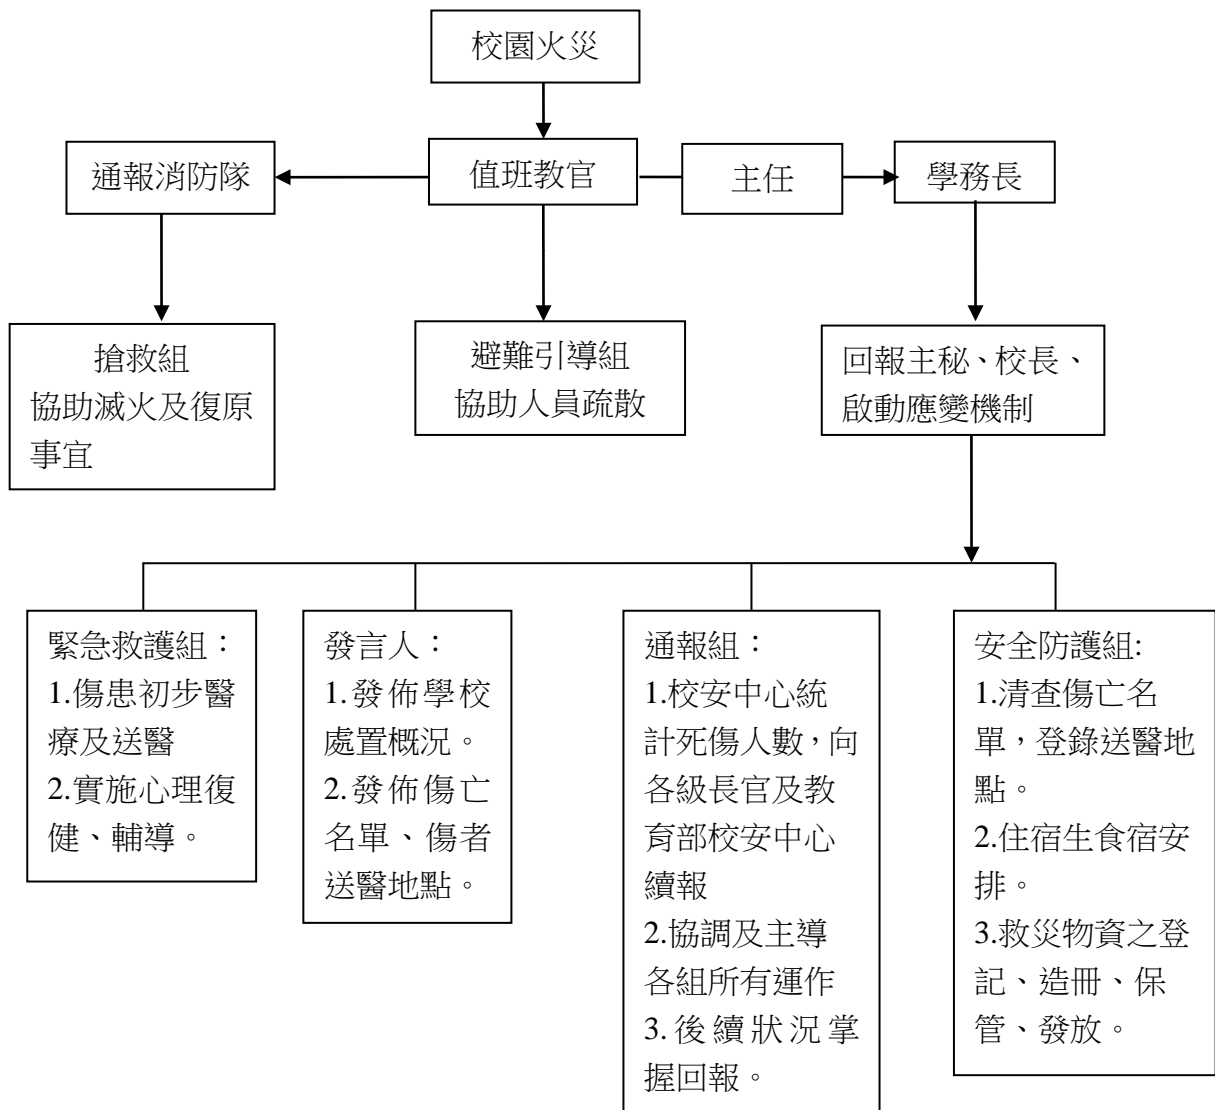 校園火災
通報消防隊
值班教官
主任
學務長
搶救組
協助滅火及復原
事宜
避難引導組
協助人員疏散
回報主秘、校長、
啟動應變機制
緊急救護組：
1.傷患初步醫
療及送醫
2.實施心理復
健、輔導。
發言人：
1.發佈學校
處置概況。
2.發佈傷亡
名單、傷者
送醫地點。
通報組：
1.校安中心統
計死傷人數，向
各級長官及教
育部校安中心
續報
2.協調及主導
各組所有運作
3.後續狀況掌
握回報。
安全防護組:
1.清查傷亡名
單，登錄送醫地
點。
2.住宿生食宿安
排。
3.救災物資之登
記、造冊、保
管、發放。